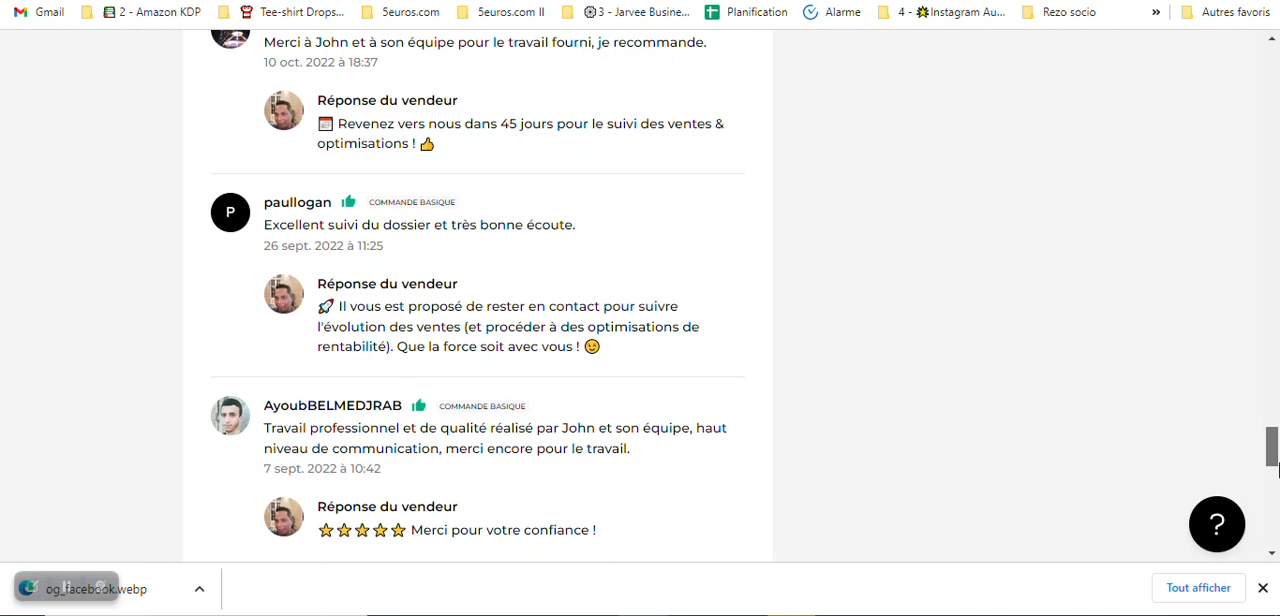 Gmail 2 - Amazon KDP Tee-shirt Drops... 5euros.com 5euros.com II 3 - Jarvee Busine... Planification Alarme 4 - Instagram Au... Rezo socio » Autres favoris
Merci à John et à son équipe pour le travail fourni, je recommande.
10 oct. 2022 à 18:37
Réponse du vendeur
Revenez vers nous dans 45 jours pour le suivi des ventes &
optimisations !
P paullogan COMMANDE BASIQUE
Excellent suivi du dossier et très bonne écoute.
26 sept. 2022 à 11:25
Réponse du vendeur
Il vous est proposé de rester en contact pour suivre
l'évolution des ventes (et procéder à des optimisations de
rentabilité). Que la force soit avec vous !
AyoubBELMEDJRAB COMMANDE BASIQUE
Travail professionnel et de qualité réalisé par John et son équipe, haut
niveau de communication, merci encore pour le travail.
7 sept. 2022 à 10:42
Réponse du vendeur
Merci pour votre confiance !
?
og_facebook.webp
Tout afficher